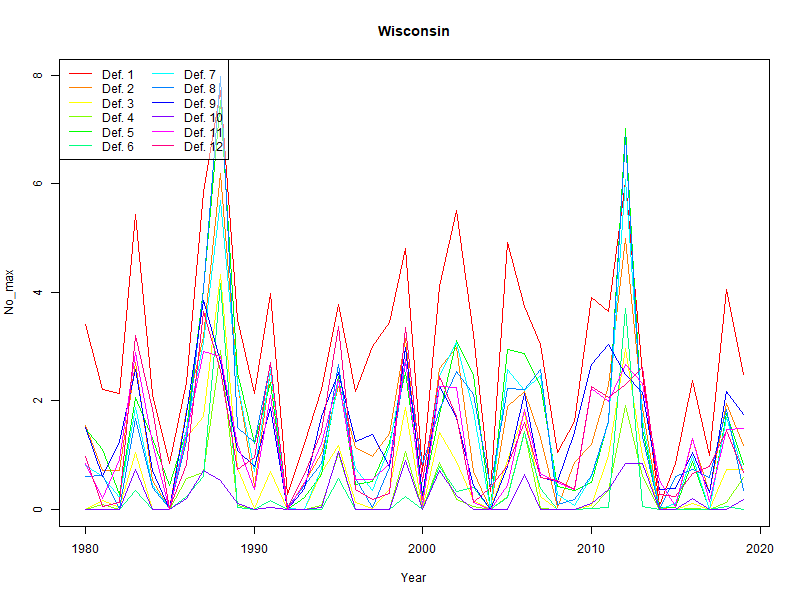 Wisconsin
Def. 1
Def. 2
Def. 3
Def. 4
Def. 5
Def. 6
Def. 7
Def. 8
Def. 9
Def. 10
Def. 11
Def. 12
No_max
8
6
4
2
0
1980 1990 2000 2010 2020
Year